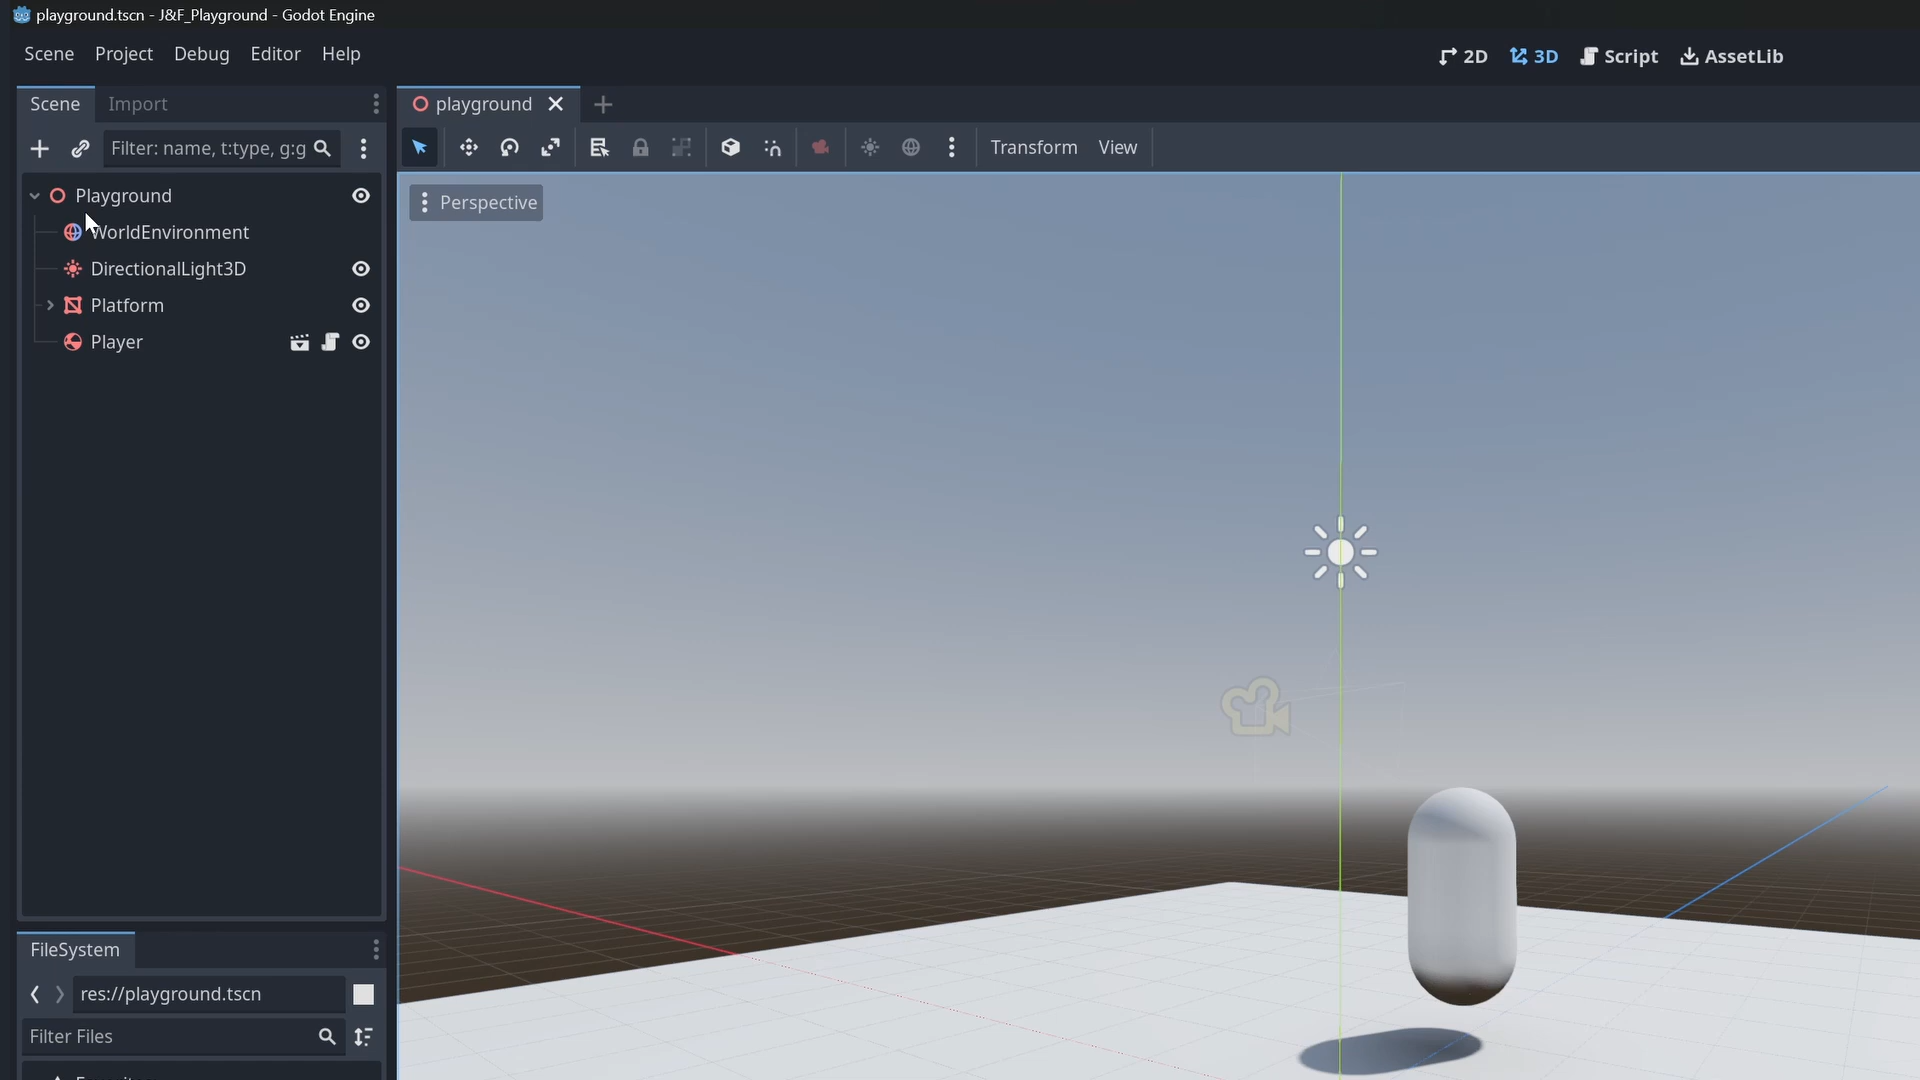 playground.tscn - J&F_Playground - Godot Engine
Scene Project Debug Editor Help
2D 3D Script AssetLib
Scene Import
playground
Filter: name, t:type, g:g
Transform View
Playground
Perspective
WorldEnvironment
DirectionalLight3D
Platform
Player
FileSystem
res://playground.tscn
Filter Files